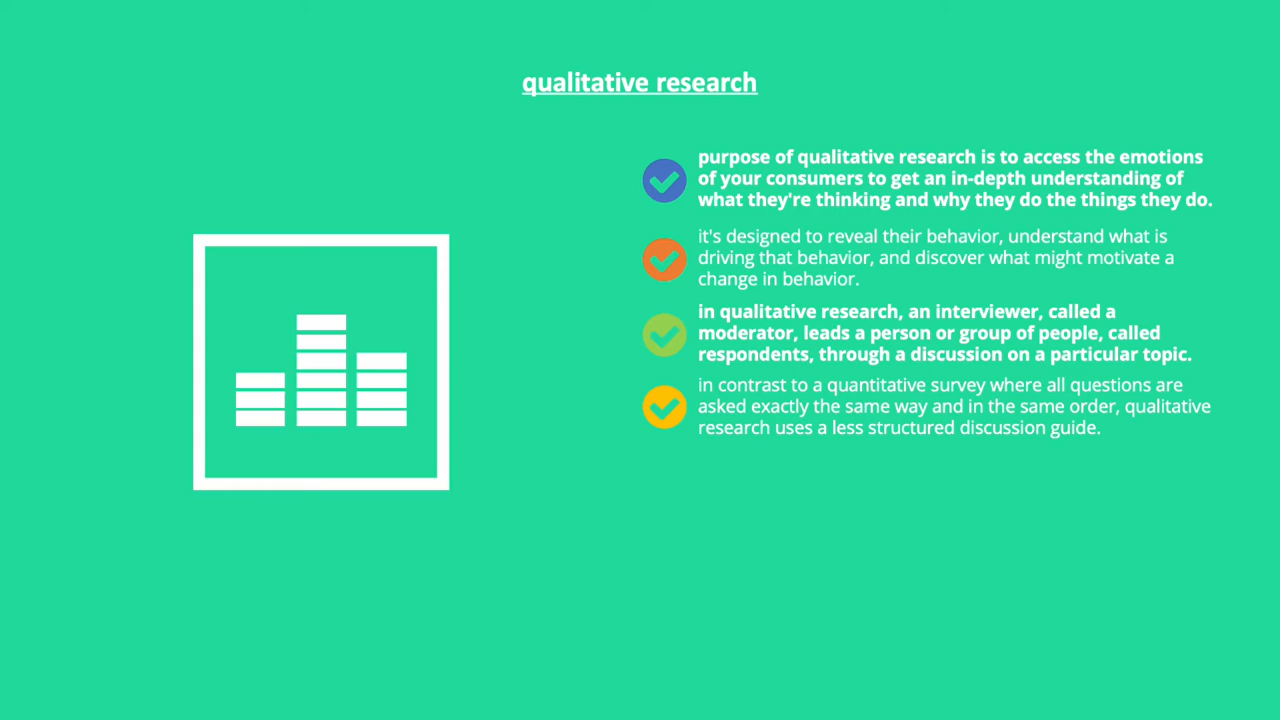 qualitative research
purpose of qualitative research is to access the emotions
of your consumers to get an in-depth understanding of
what they're thinking and why they do the things they do.
it's designed to reveal their behavior, understand what is
driving that behavior, and discover what might motivate a
change in behavior.
in qualitative research, an interviewer, called a
moderator, leads a person or group of people, called
respondents, through a discussion on a particular topic.
in contrast to a quantitative survey where all questions are
asked exactly the same way and in the same order, qualitative
research uses a less structured discussion guide.